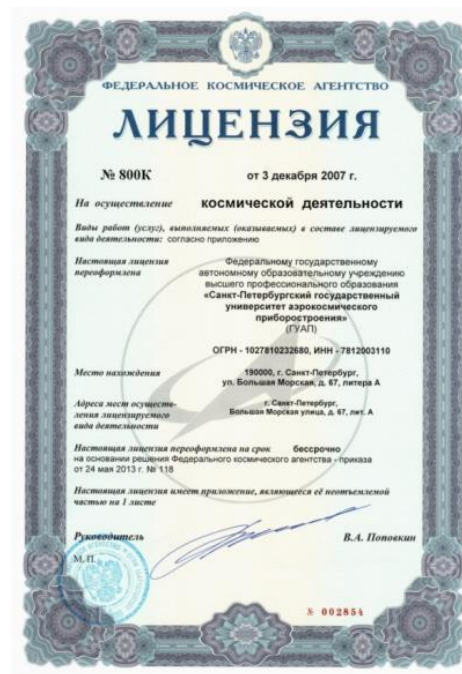 ФЕДЕРАЛЬНОЕ КОСМИЧЕСКОЕ АГЕНТСТВО
ЛИЦЕНЗИЯ
№ 800К от 3 декабря 2007 г.
На осуществление космической деятельности
Виды работ (услуг), выполняемых (оказываемых) в составе лицензируемого
вида деятельности: согласно приложению
Настоящая лицензия
переоформлена
Федеральному государственному
автономному образовательному учреждению
высшего профессионального образования
«Санкт-Петербургский государственный
университет аэрокосмического
приборостроения»
(ГУАП)
ОГРН - 1027810232680, ИНН - 7812003110
Место нахождения
190000, г. Санкт-Петербург,
ул. Большая Морская, д. 67, литера А
Адреса мест осуществ-
ления лицензируемого
вида деятельности
г. Санкт-Петербург,
Большая Морская улица, д. 67, лит. А
Настоящая лицензия переоформлена на срок бессрочно
на основании решения Федерального космического агентства - приказа
от 24 мая 2013 г. № 118
Настоящая лицензия имеет приложение, являющееся её неотъемлемой
частью на 1 листе
Руководитель В.А. Поповкин
М.П.
№ 002854